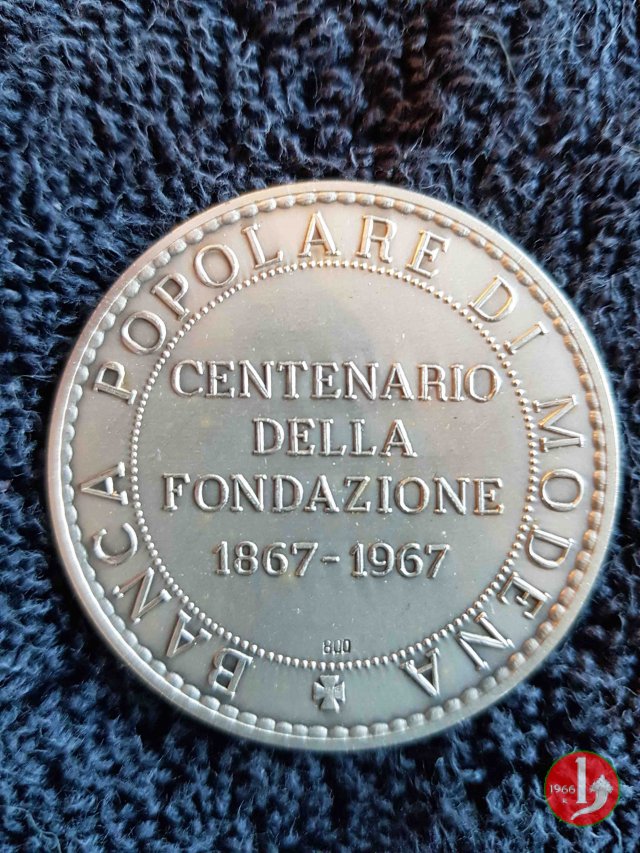 BANCA POPOLARE DI MODENA
CENTENARIO
DELLA
FONDAZIONE
1867-1967
800
1966